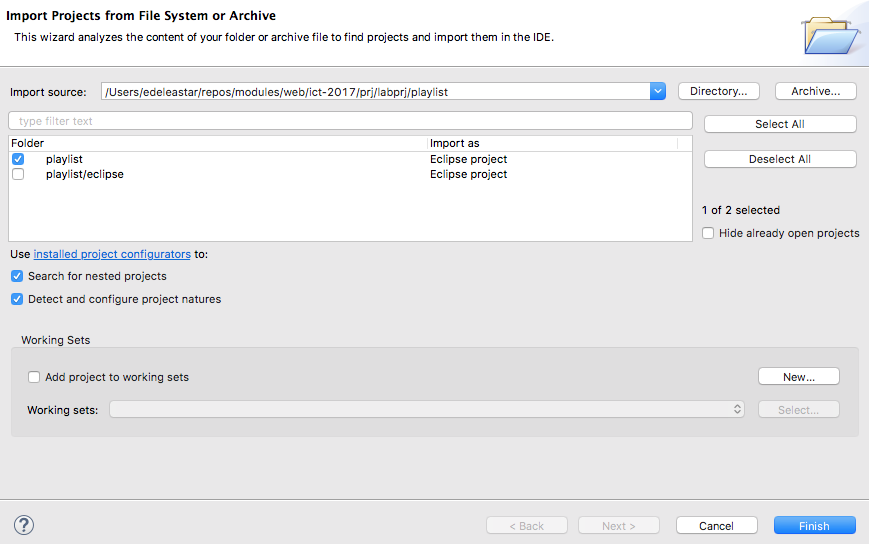 Import Projects from File System or Archive
This wizard analyzes the content of your folder or archive file to find projects and import them in the IDE.
Import source: /Users/edeleastar/repos/modules/web/ict-2017/prj/labprj/playlist Directory... Archive...
type filter text
Select All
Folder Import as
playlist Eclipse project
Deselect All
playlist/eclipse Eclipse project
1 of 2 selected
Hide already open projects
Use installed project configurators to:
Search for nested projects
Detect and configure project natures
Working Sets
Add project to working sets New...
Working sets: Select...
? < Back Next > Cancel Finish